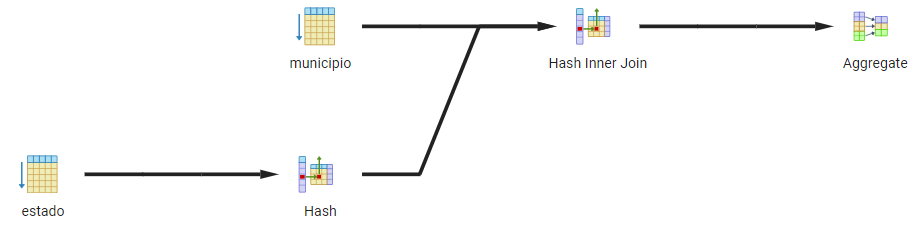 municipio
Hash Inner Join
Aggregate
estado
Hash